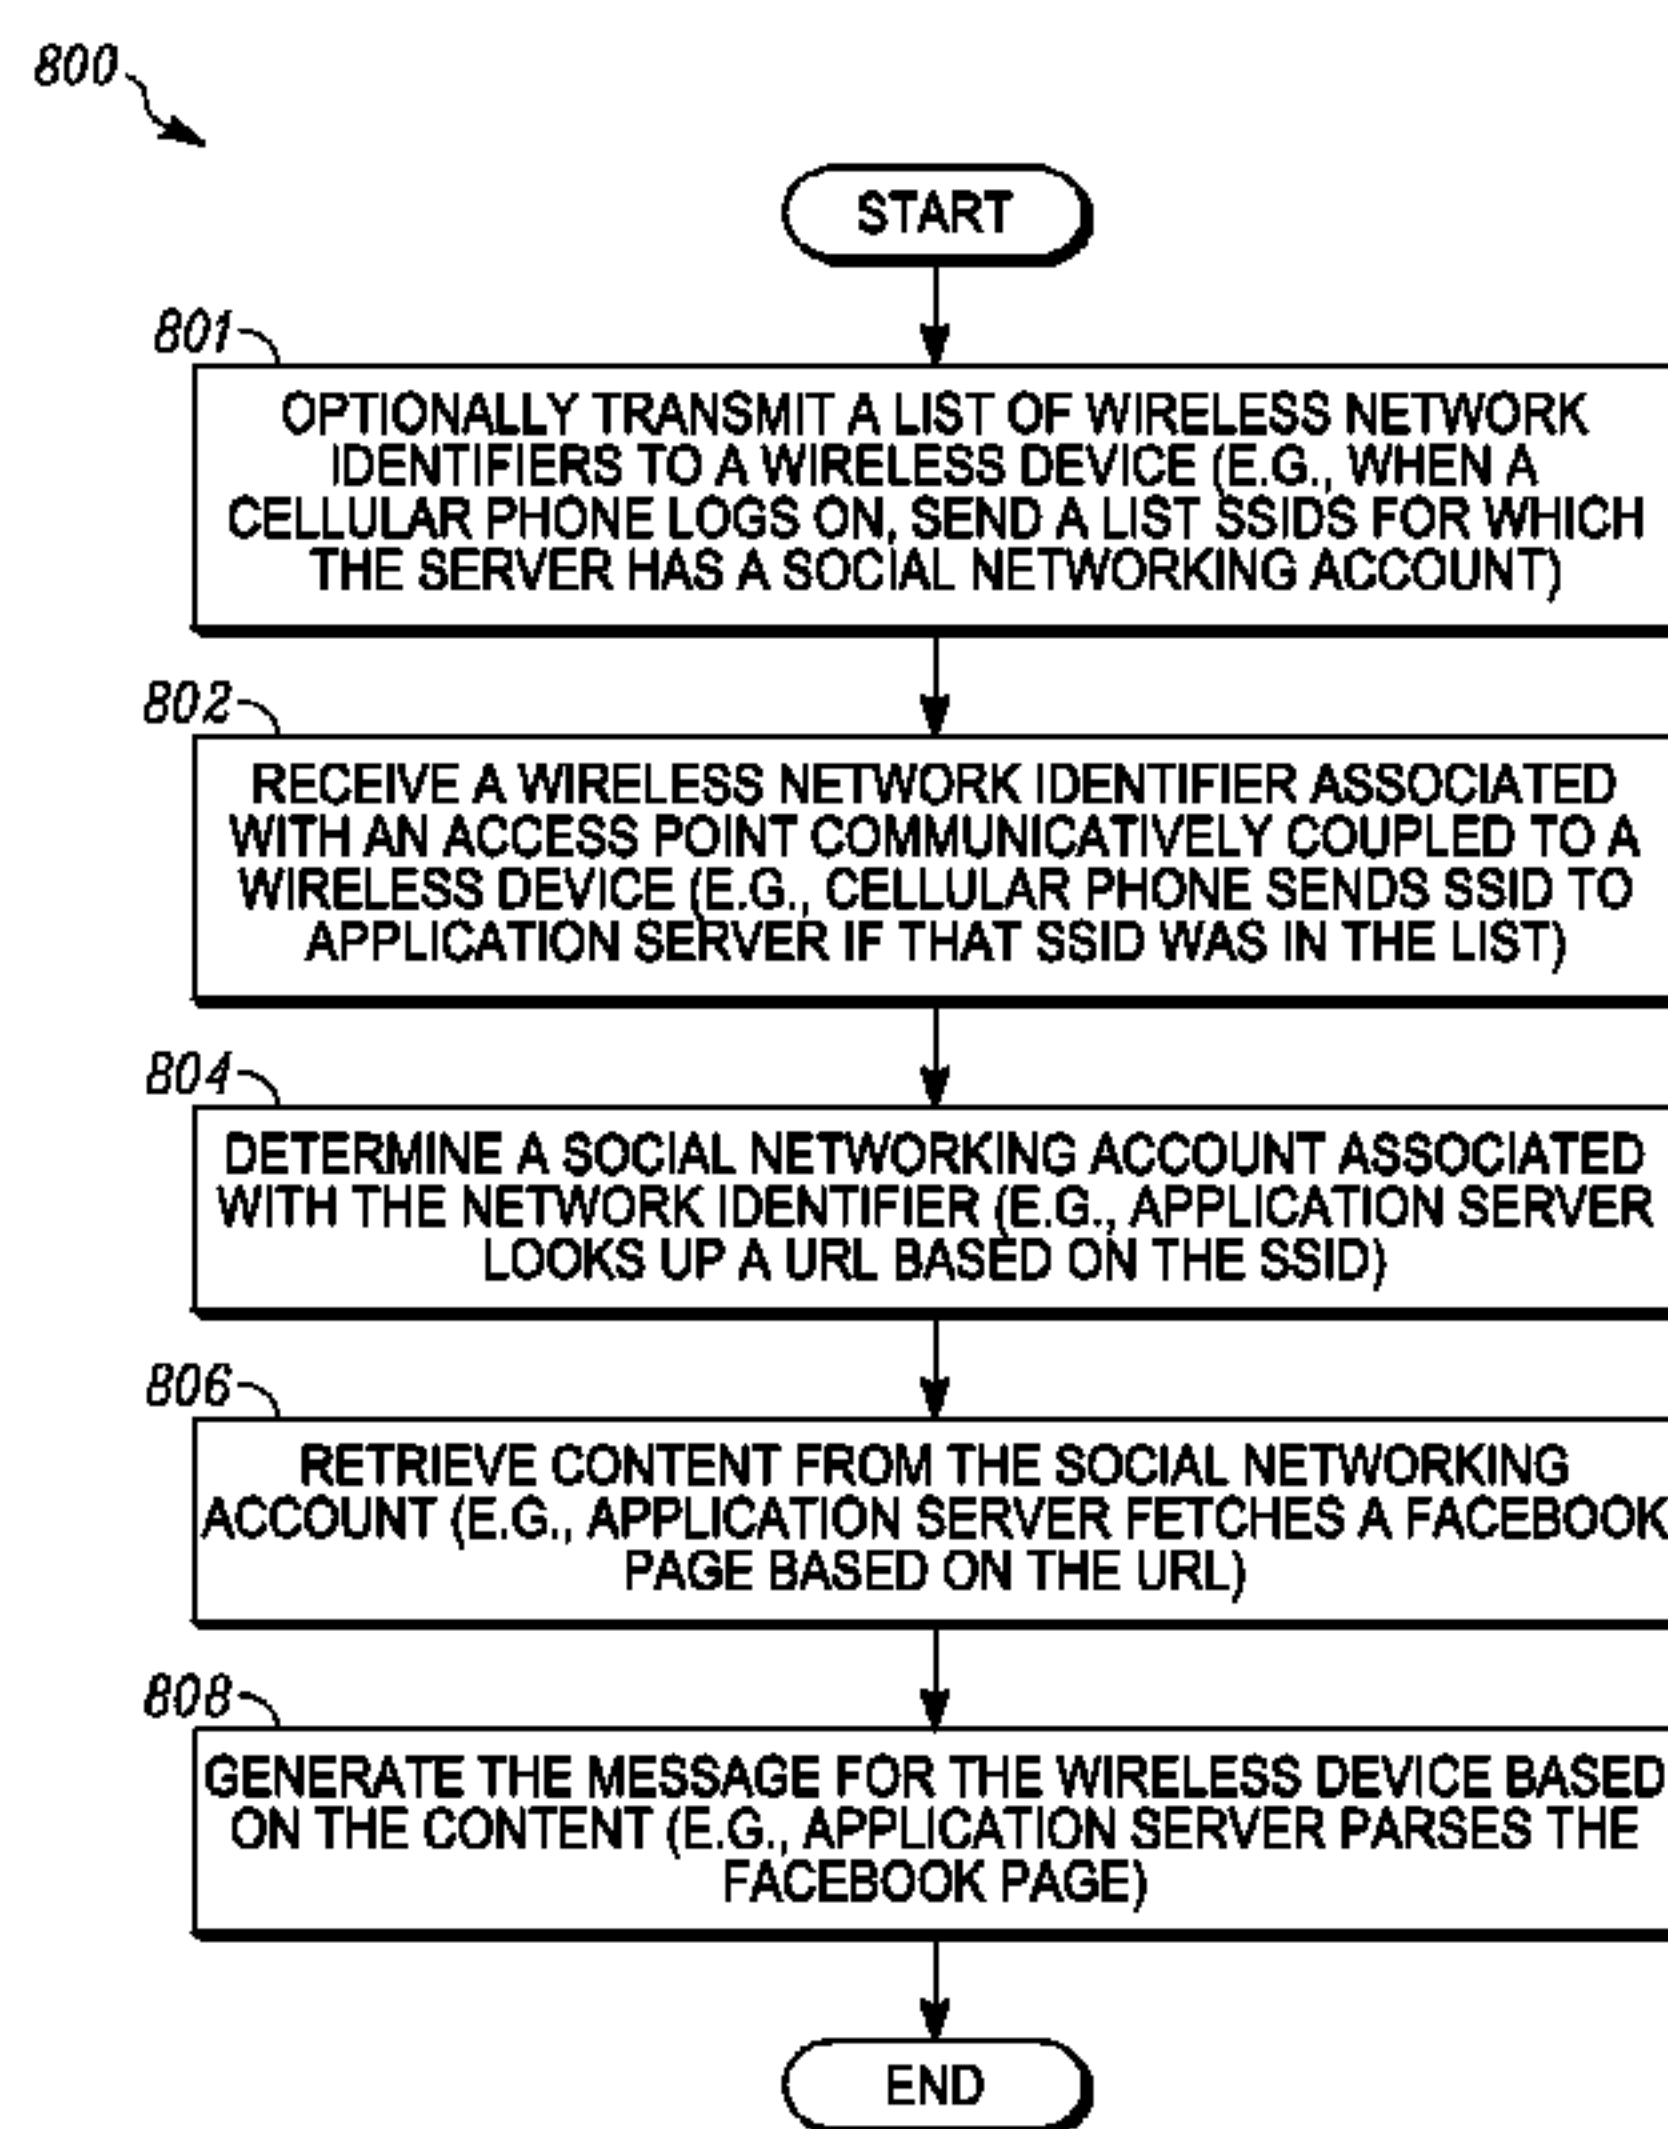 800
START
801
OPTIONALLY TRANSMIT A LIST OF WIRELESS NETWORK
IDENTIFIERS TO A WIRELESS DEVICE (E.G., WHEN A
CELLULAR PHONE LOGS ON, SEND A LIST SSIDS FOR WHICH
THE SERVER HAS A SOCIAL NETWORKING ACCOUNT)
802
RECEIVE A WIRELESS NETWORK IDENTIFIER ASSOCIATED
WITH AN ACCESS POINT COMMUNICATIVELY COUPLED TO A
WIRELESS DEVICE (E.G., CELLULAR PHONE SENDS SSID TO
APPLICATION SERVER IF THAT SSID WAS IN THE LIST)
804
DETERMINE A SOCIAL NETWORKING ACCOUNT ASSOCIATED
WITH THE NETWORK IDENTIFIER (E.G., APPLICATION SERVER
LOOKS UP A URL BASED ON THE SSID)
806
RETRIEVE CONTENT FROM THE SOCIAL NETWORKING
ACCOUNT (E.G., APPLICATION SERVER FETCHES A FACEBOOK
PAGE BASED ON THE URL)
808
GENERATE THE MESSAGE FOR THE WIRELESS DEVICE BASED
ON THE CONTENT (E.G., APPLICATION SERVER PARSES THE
FACEBOOK PAGE)
END